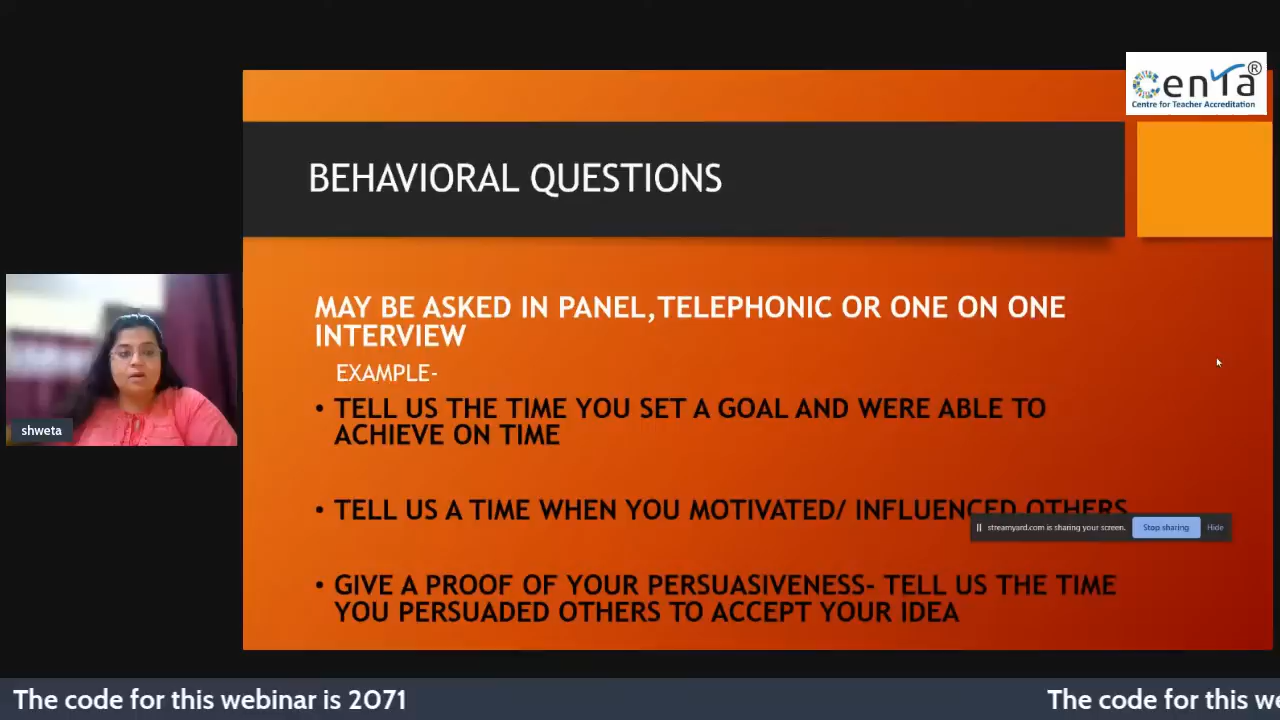 CENTA®
Centre for Teacher Accreditation
BEHAVIORAL QUESTIONS
MAY BE ASKED IN PANEL,TELEPHONIC OR ONE ON ONE
INTERVIEW
EXAMPLE-
• TELL US THE TIME YOU SET A GOAL AND WERE ABLE TO
ACHIEVE ON TIME
• TELL US A TIME WHEN YOU MOTIVATED/ INFLUENCED OTHERS
streamyard.com is sharing your screen. Stop sharing Hide
• GIVE A PROOF OF YOUR PERSUASIVENESS- TELL US THE TIME
YOU PERSUADED OTHERS TO ACCEPT YOUR IDEA
shweta
The code for this webinar is 2071 The code for this we